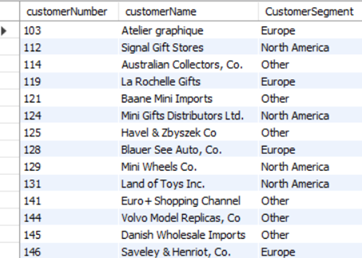 customerNumber customerName CustomerSegment
103 Atelier graphique Europe
112 Signal Gift Stores North America
114 Australian Collectors, Co. Other
119 La Rochelle Gifts Europe
121 Baane Mini Imports Other
124 Mini Gifts Distributors Ltd. North America
125 Havel & Zbyszek Co Other
128 Blauer See Auto, Co. Europe
129 Mini Wheels Co. North America
131 Land of Toys Inc. North America
141 Euro+ Shopping Channel Other
144 Volvo Model Replicas, Co Other
145 Danish Wholesale Imports Other
146 Saveley & Henriot, Co. Europe